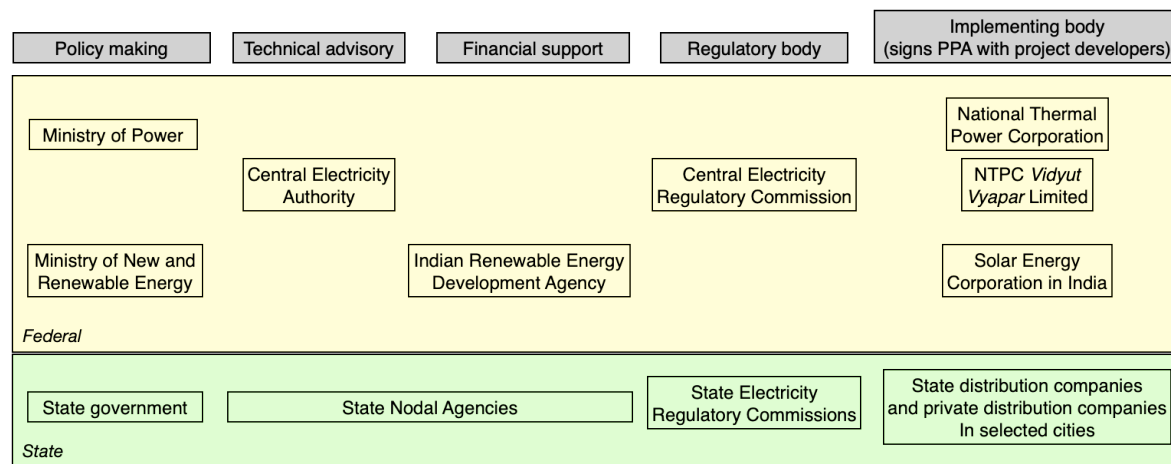 Policy making
Technical advisory
Financial support
Regulatory body
Implementing body
(signs PPA with project developers)
Ministry of Power
National Thermal
Power Corporation
Central Electricity
Authority
Central Electricity
Regulatory Commission
NTPC Vidyut
Vyapar Limited
Ministry of New and
Renewable Energy
Indian Renewable Energy
Development Agency
Solar Energy
Corporation in India
Federal
State government
State Nodal Agencies
State Electricity
Regulatory Commissions
State distribution companies
and private distribution companies
In selected cities
State